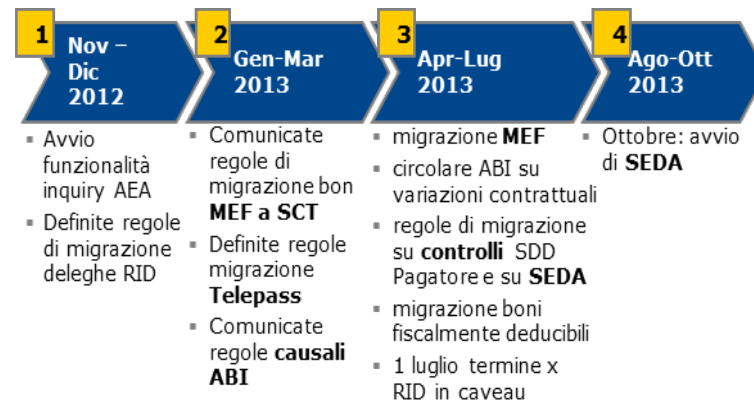 1
Nov –
Dic
2012
▪ Avvio
funzionalità
inquiry AEA
▪ Definite regole
di migrazione
deleghe RID
2
Gen-Mar
2013
▪ Comunicate
regole di
migrazione bon
MEF a SCT
▪ Definite regole
migrazione
Telepass
▪ Comunicate
regole causali
ABI
3
Apr-Lug
2013
▪ migrazione MEF
▪ circolare ABI su
variazioni contrattuali
▪ regole di migrazione
su controlli SDD
Pagatore e su SEDA
▪ migrazione boni
fiscalmente deducibili
▪ 1 luglio termine x
RID in caveau
4
Ago-Ott
2013
▪ Ottobre: avvio
di SEDA